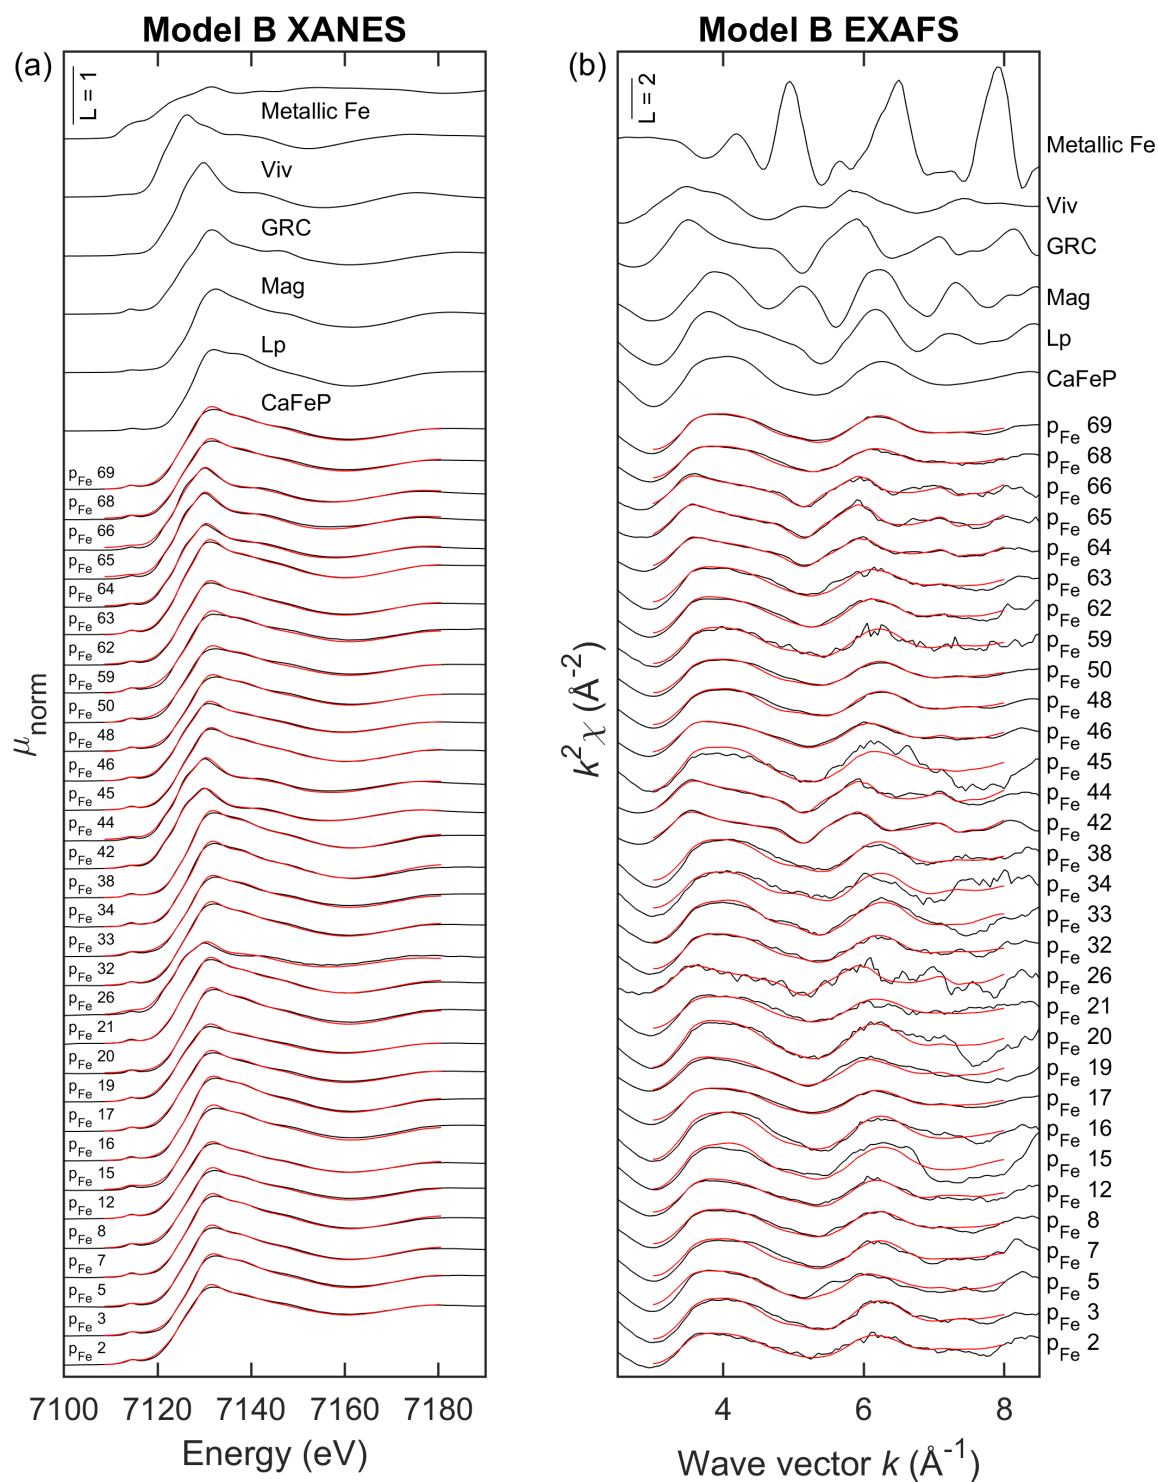 Model B XANES
(a)
L = 1
Metallic Fe
Viv
GRC
Mag
Lp
CaFeP
pFe 69
pFe 68
pFe 66
pFe 65
pFe 64
pFe 63
pFe 62
pFe 59
pFe 50
pFe 48
pFe 46
pFe 45
pFe 44
pFe 42
pFe 38
pFe 34
pFe 33
pFe 32
pFe 26
pFe 21
pFe 20
pFe 19
pFe 17
pFe 16
pFe 15
pFe 12
pFe 8
pFe 7
pFe 5
pFe 3
pFe 2
μnorm
7100 7120 7140 7160 7180
Energy (eV)
Model B EXAFS
(b)
L = 2
Metallic Fe
Viv
GRC
Mag
Lp
CaFeP
pFe 69
pFe 68
pFe 66
pFe 65
pFe 64
pFe 63
pFe 62
pFe 59
pFe 50
pFe 48
pFe 46
pFe 45
pFe 44
pFe 42
pFe 38
pFe 34
pFe 33
pFe 32
pFe 26
pFe 21
pFe 20
pFe 19
pFe 17
pFe 16
pFe 15
pFe 12
pFe 8
pFe 7
pFe 5
pFe 3
pFe 2
k²χ (Å⁻²)
4 6 8
Wave vector k (Å⁻¹)